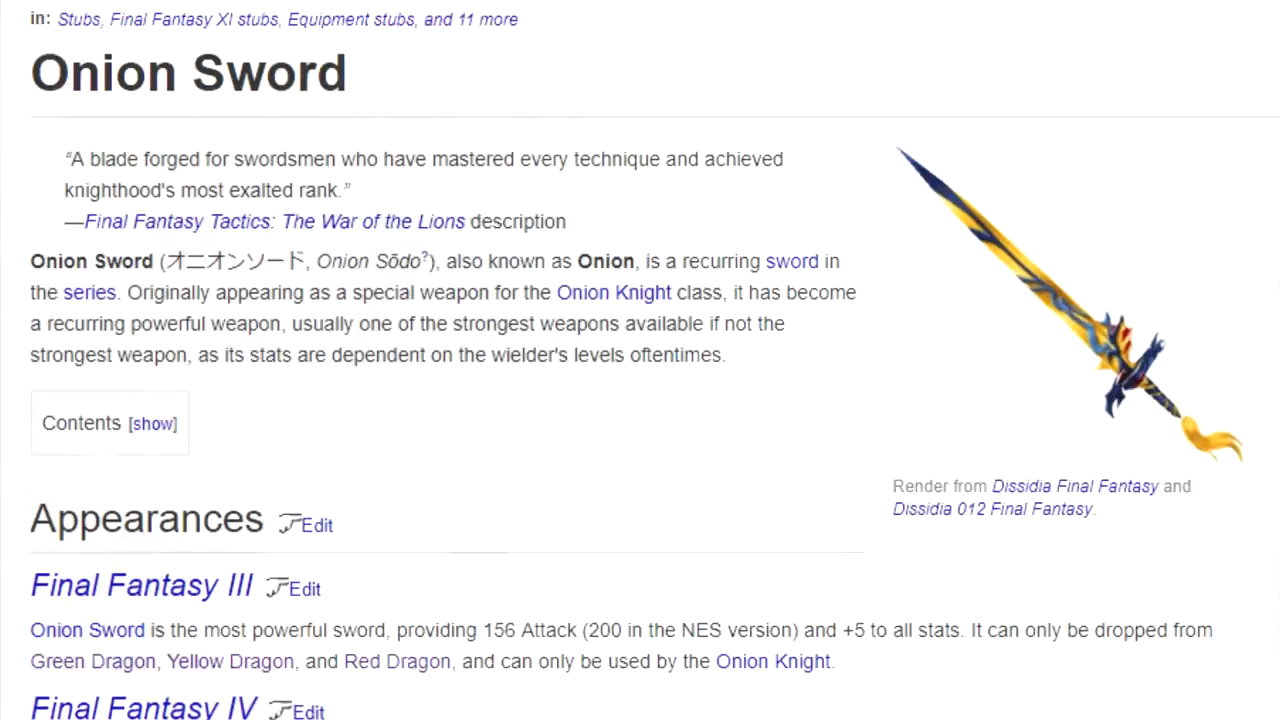 in: Stubs, Final Fantasy XI stubs, Equipment stubs, and 11 more
Onion Sword
“A blade forged for swordsmen who have mastered every technique and achieved
knighthood's most exalted rank.”
—Final Fantasy Tactics: The War of the Lions description
Onion Sword (オニオンソード, Onion Sōdo?), also known as Onion, is a recurring sword in
the series. Originally appearing as a special weapon for the Onion Knight class, it has become
a recurring powerful weapon, usually one of the strongest weapons available if not the
strongest weapon, as its stats are dependent on the wielder's levels oftentimes.
Contents [show]
Render from Dissidia Final Fantasy and
Dissidia 012 Final Fantasy.
Appearances Edit
Final Fantasy III Edit
Onion Sword is the most powerful sword, providing 156 Attack (200 in the NES version) and +5 to all stats. It can only be dropped from
Green Dragon, Yellow Dragon, and Red Dragon, and can only be used by the Onion Knight.
Final Fantasy IV Edit